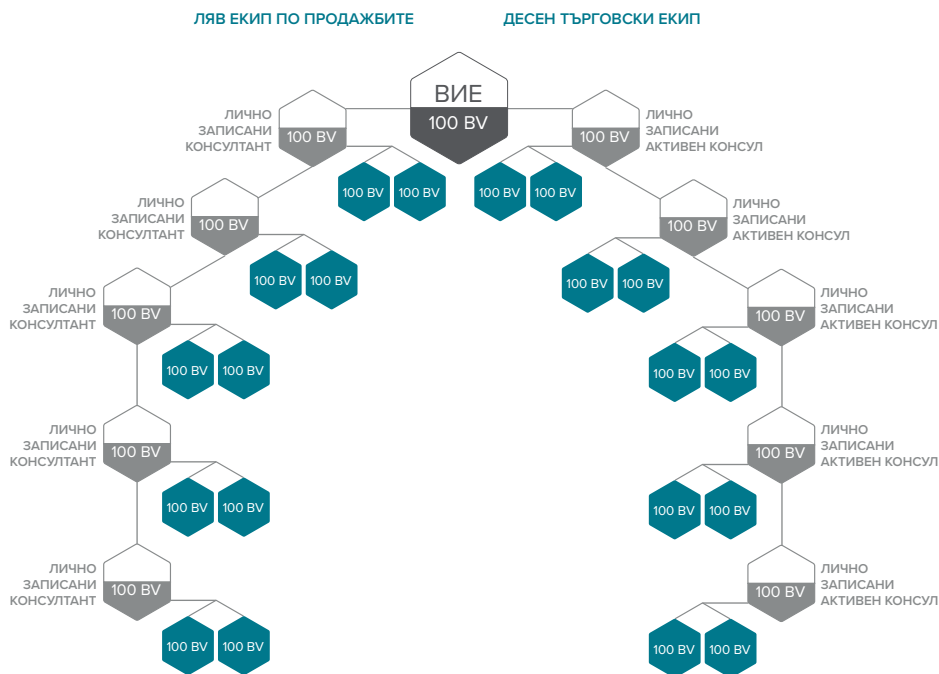 ЛЯВ ЕКИП ПО ПРОДАЖБИТЕ
ДЕСЕН ТЪРГОВСКИ ЕКИП
ВИЕ
100 BV
ЛИЧНО
ЗАПИСАНИ
КОНСУЛТАНТ
100 BV
100 BV
ЛИЧНО
ЗАПИСАНИ
АКТИВЕН КОНСУЛ
100 BV
100 BV
100 BV
100 BV
ЛИЧНО
ЗАПИСАНИ
КОНСУЛТАНТ
100 BV
100 BV
ЛИЧНО
ЗАПИСАНИ
АКТИВЕН КОНСУЛ
100 BV
100 BV
100 BV
100 BV
ЛИЧНО
ЗАПИСАНИ
КОНСУЛТАНТ
100 BV
100 BV
ЛИЧНО
ЗАПИСАНИ
АКТИВЕН КОНСУЛ
100 BV
100 BV
100 BV
100 BV
ЛИЧНО
ЗАПИСАНИ
КОНСУЛТАНТ
100 BV
100 BV
ЛИЧНО
ЗАПИСАНИ
АКТИВЕН КОНСУЛ
100 BV
100 BV
100 BV
100 BV
ЛИЧНО
ЗАПИСАНИ
КОНСУЛТАНТ
100 BV
100 BV
ЛИЧНО
ЗАПИСАНИ
АКТИВЕН КОНСУЛ
100 BV
100 BV
100 BV
100 BV